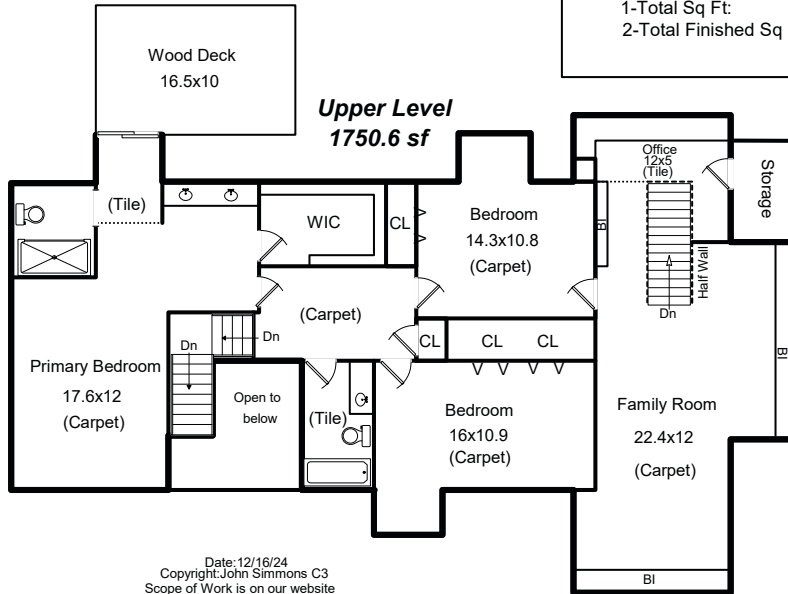 1-Total Sq Ft:
2-Total Finished Sq
Wood Deck
16.5x10
Upper Level
1750.6 sf
Office
12x5
(Tile)
Storage
(Tile)
WIC
CL
Bedroom
14.3x10.8
(Carpet)
BI
Half Wall
Dn
(Carpet)
Dn
Dn
CL
CL
CL
BI
Primary Bedroom
17.6x12
(Carpet)
Open to
below
(Tile)
Bedroom
16x10.9
(Carpet)
Family Room
22.4x12
(Carpet)
BI
Date:12/16/24
Copyright:John Simmons C3
Scope of Work is on our website